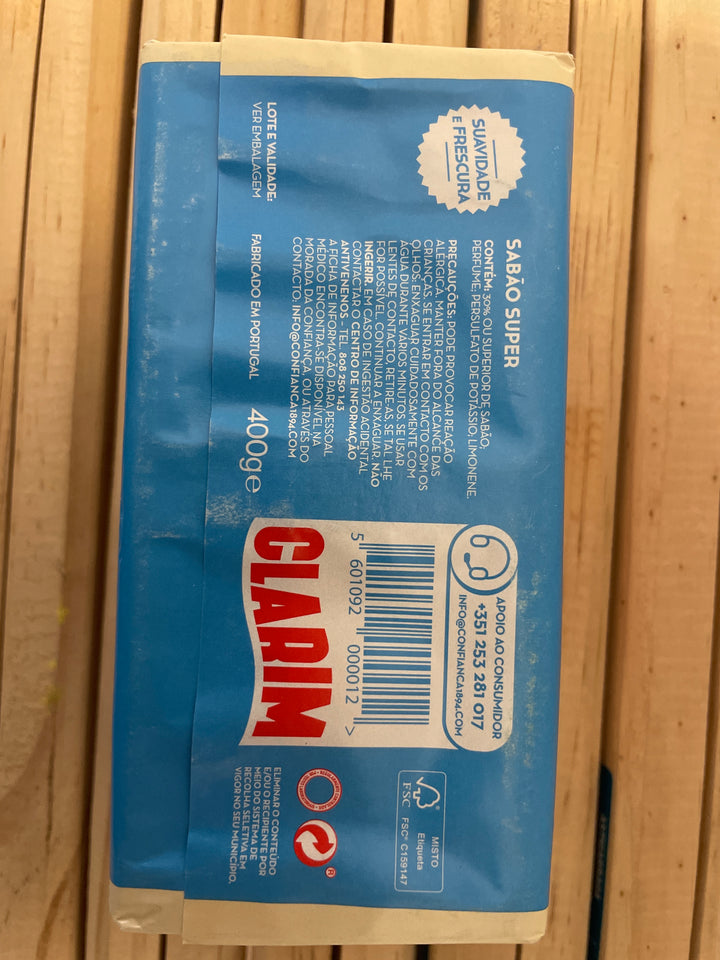 SUAVIDADE
E FRESCURA
SABÃO SUPER
CONTÉM: 30% OU SUPERIOR DE SABÃO;
PERFUME, PERSULFATO DE POTÁSSIO, LIMONENE.
PRECAUÇÕES: PODE PROVOCAR REAÇÃO
ALÉRGICA. MANTER FORA DO ALCANCE DAS
CRIANÇAS. SE ENTRAR EM CONTACTO COM OS
OLHOS: ENXAGUAR CUIDADOSAMENTE COM
ÁGUA DURANTE VÁRIOS MINUTOS. SE USAR
LENTES DE CONTACTO, RETIRE-AS, SE TAL LHE
FOR POSSÍVEL. CONTINUAR A ENXAGUAR. NÃO
INGERIR. EM CASO DE INGESTÃO ACIDENTAL
CONTACTAR O CENTRO DE INFORMAÇÃO
ANTIVENENOS - TEL. 808 250 143
A FICHA DE INFORMAÇÃO PARA PESSOAL
MÉDICO ENCONTRA-SE DISPONÍVEL NA
MORADA DA CONFIANÇA, OU ATRAVÉS DO
CONTACTO: INFO@CONFIANCA1894.COM
LOTE E VALIDADE:
VER EMBALAGEM
FABRICADO EM PORTUGAL
400g e
APOIO AO CONSUMIDOR
+351 253 281 017
INFO@CONFIANCA1894.COM
5 601092 000012 >
CLARIM
MISTO
Etiqueta
FSC® C159147
FSC
ELIMINAR O CONTEÚDO
E/OU O RECIPIENTE POR
MEIO DO SISTEMA DE
RECOLHA SELETIVA EM
VIGOR NO SEU MUNICÍPIO.